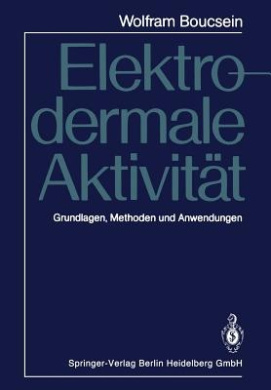 Wolfram Boucsein
Elektro-
dermale
Aktivität
Grundlagen, Methoden und Anwendungen
Springer-Verlag Berlin Heidelberg GmbH